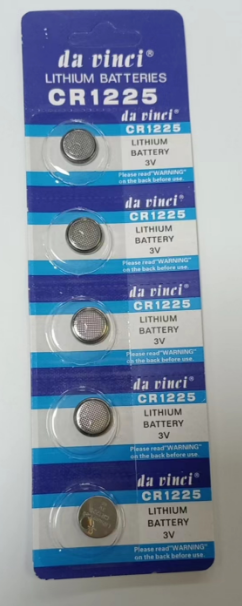 da vinci®
LITHIUM BATTERIES
CR1225
da vinci®
CR1225
LITHIUM
BATTERY
3V
Please read"WARNING"
on the back before use.
da vinci®
CR1225
LITHIUM
BATTERY
3V
Please read"WARNING"
on the back before use.
da vinci®
CR1225
LITHIUM
BATTERY
3V
Please read"WARNING"
on the back before use.
da vinci®
CR1225
LITHIUM
BATTERY
3V
Please read"WARNING"
on the back before use.
da vinci®
CR1225
LITHIUM
BATTERY
3V
Please read"WARNING"
on the back before use.